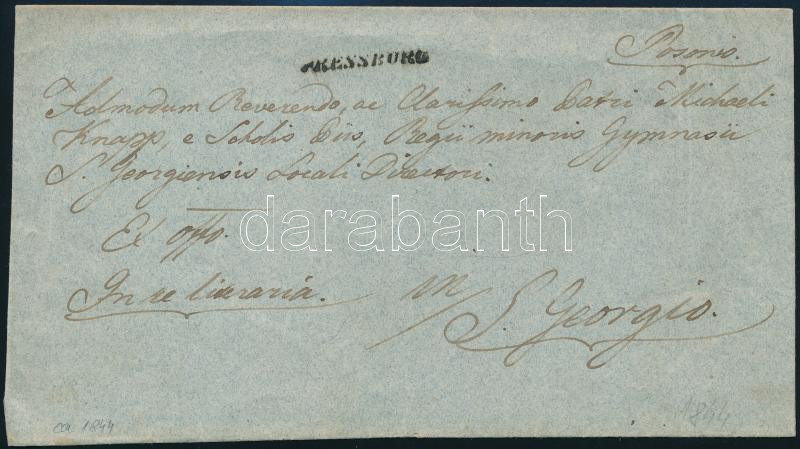 PRESSBURG
Posonio.
Admodum Reverendo, ac Clarissimo Patri Michaeli
Knapp, e Scholis Piis, Regii minoris Gymnasii
S. Georgiensis Locali Directori.
Ex offo.
In re literaria.
in
S. Georgio.
darabanth
ca 1844
1844